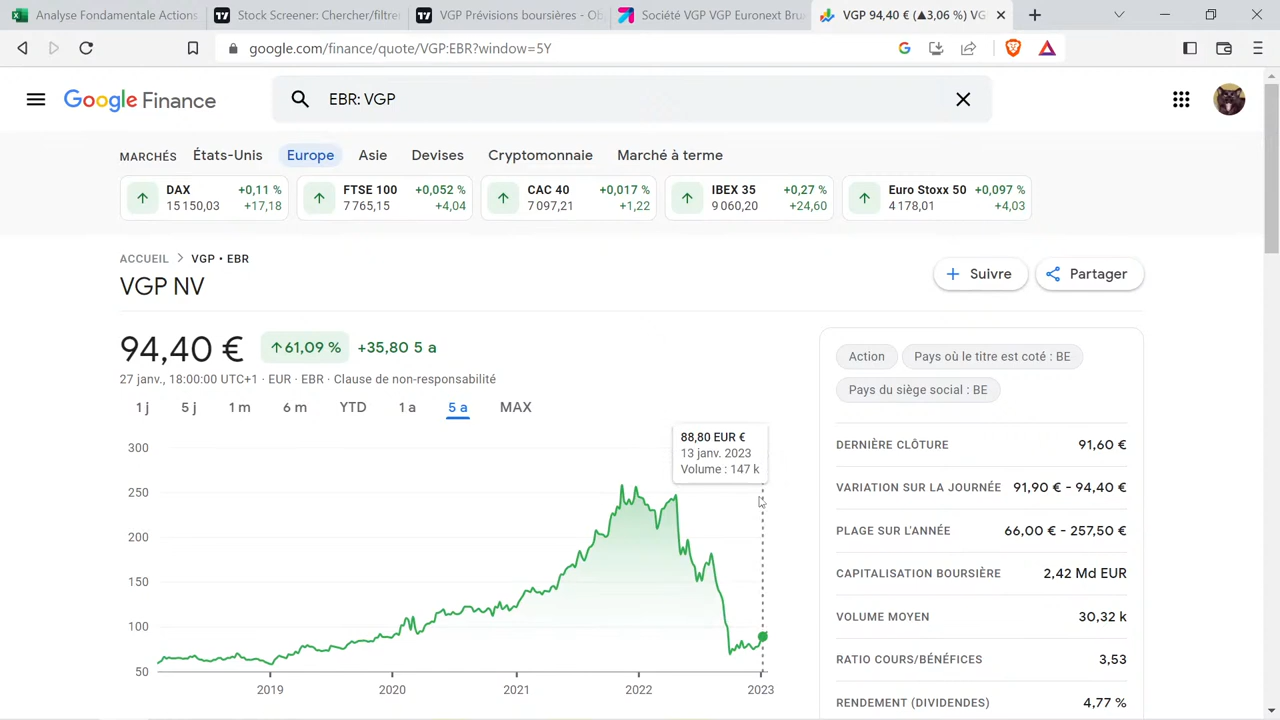 Analyse Fondamentale Actions
Stock Screener: Chercher/filtrer
VGP Prévisions boursières - Ob
Société VGP VGP Euronext Bru
VGP 94,40 € (▲3,06 %) VG
google.com/finance/quote/VGP:EBR?window=5Y
Google Finance
EBR: VGP
MARCHÉS États-Unis Europe Asie Devises Cryptomonnaie Marché à terme
DAX +0,11 %
15 150,03 +17,18
FTSE 100 +0,052 %
7 765,15 +4,04
CAC 40 +0,017 %
7 097,21 +1,22
IBEX 35 +0,27 %
9 060,20 +24,60
Euro Stoxx 50 +0,097 %
4 178,01 +4,03
ACCUEIL > VGP • EBR
VGP NV
Suivre
Partager
94,40 € ↑61,09 % +35,80 5 a
27 janv., 18:00:00 UTC+1 · EUR · EBR · Clause de non-responsabilité
1 j 5 j 1 m 6 m YTD 1 a 5 a MAX
88,80 EUR €
13 janv. 2023
Volume : 147 k
300
250
200
150
100
50
2019 2020 2021 2022 2023
Action
Pays où le titre est coté : BE
Pays du siège social : BE
DERNIÈRE CLÔTURE 91,60 €
VARIATION SUR LA JOURNÉE 91,90 € - 94,40 €
PLAGE SUR L'ANNÉE 66,00 € - 257,50 €
CAPITALISATION BOURSIÈRE 2,42 Md EUR
VOLUME MOYEN 30,32 k
RATIO COURS/BÉNÉFICES 3,53
RENDEMENT (DIVIDENDES) 4,77 %